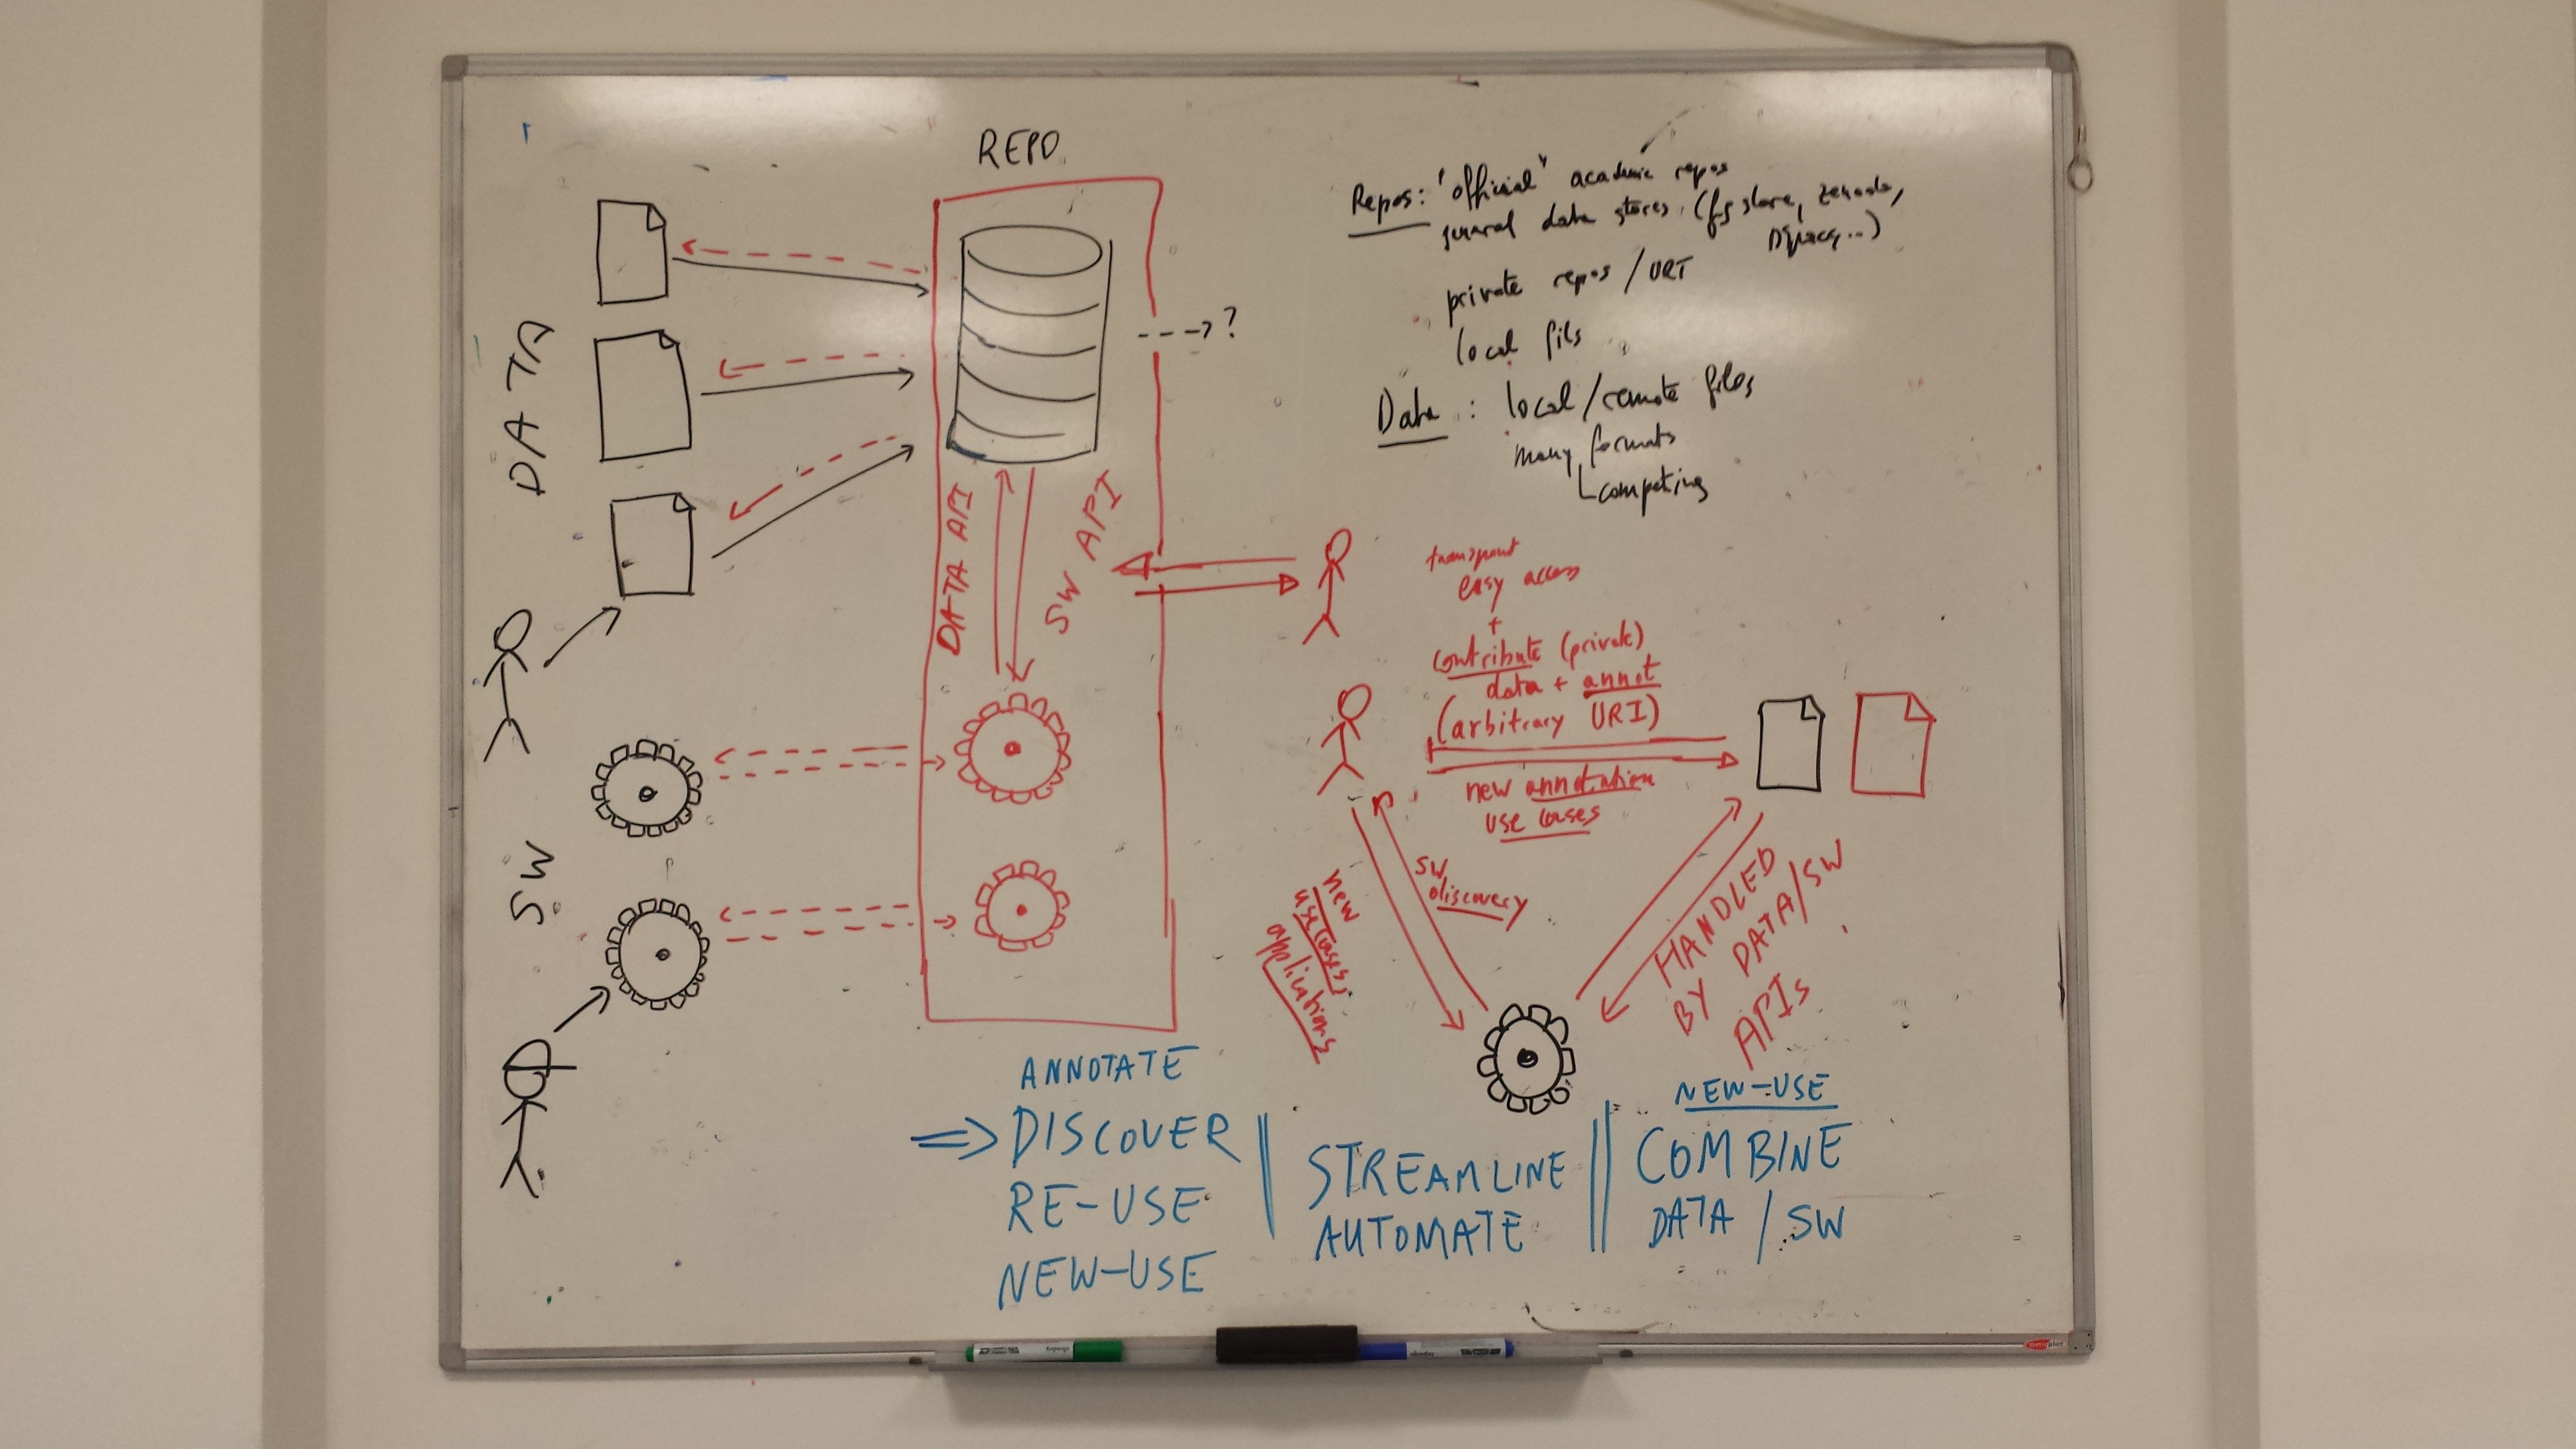 REPO
DATA
SW
DATA API
SW API
--->?
Repos: 'official" academic repos
general data stores (fgshare, zenodo,
DSpace,...)
private repos / URI
local fils
Data : local/remote files
many formats
competing
transparent
easy access
+
contribute (private)
data + annot
(arbitrary URI)
new annotation
use cases
SW
discovery
new
use cases,
applications
HANDLED
BY DATA/SW
APIs
ANNOTATE
=> DISCOVER
RE-USE
NEW-USE
STREAMLINE
AUTOMATE
NEW-USE
COMBINE
DATA / SW